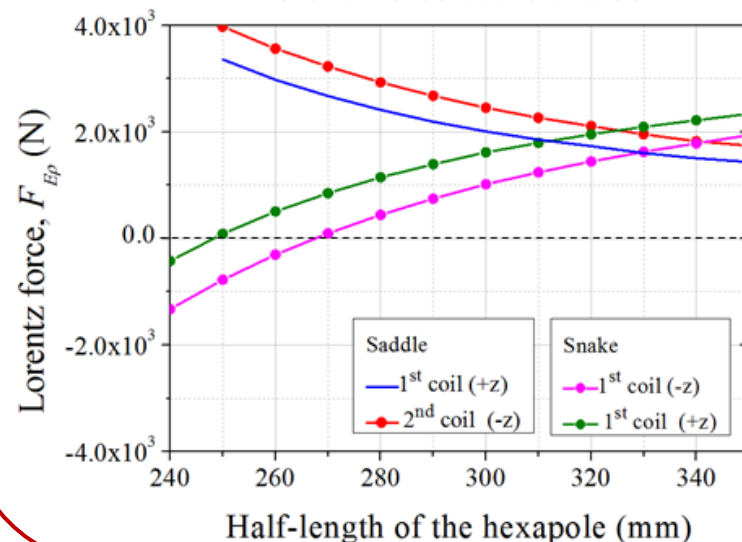 4.0x10³
2.0x10³
0.0
-2.0x10³
-4.0x10³
Lorentz force, F_Eρ (N)
Saddle
1st coil (+z)
2nd coil (-z)
Snake
1st coil (-z)
1st coil (+z)
240 260 280 300 320 340
Half-length of the hexapole (mm)